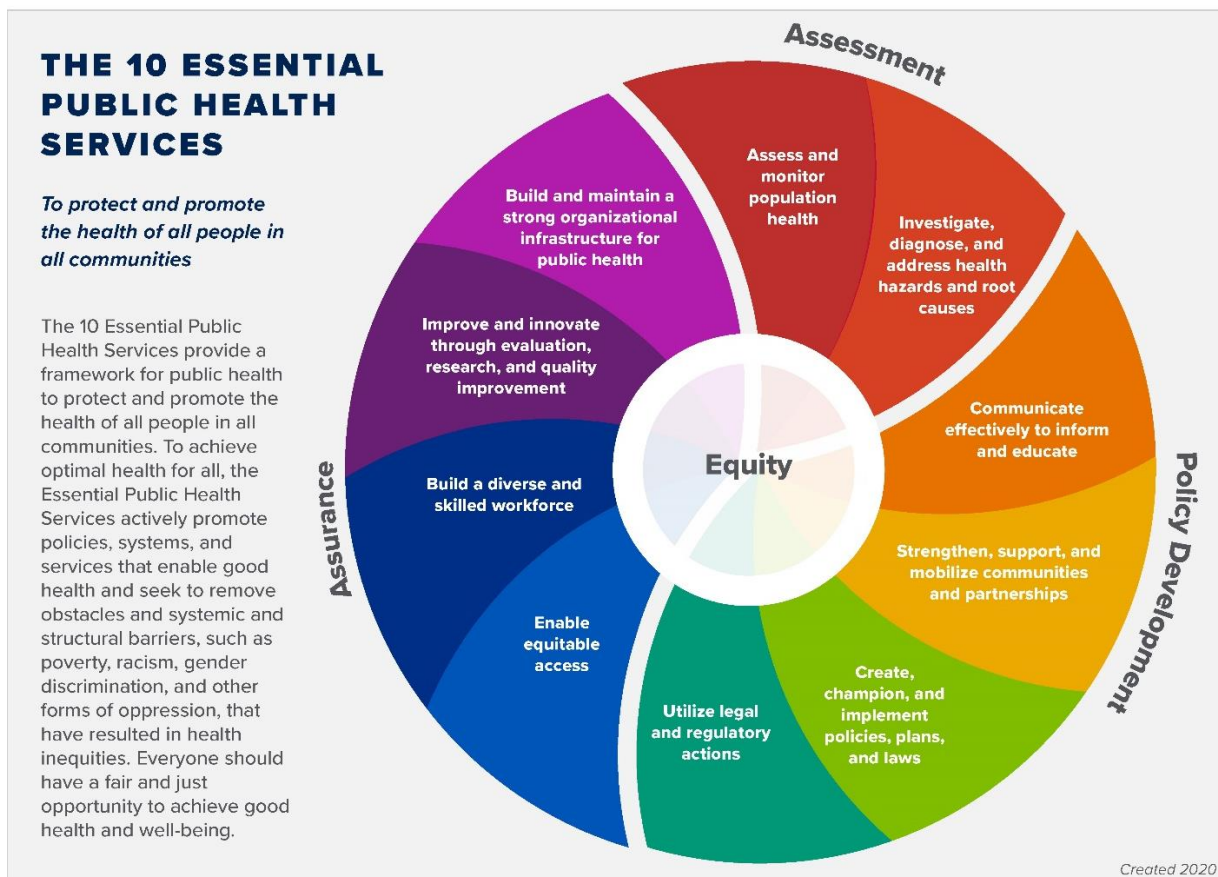 THE 10 ESSENTIAL
PUBLIC HEALTH
SERVICES
To protect and promote
the health of all people in
all communities
The 10 Essential Public
Health Services provide a
framework for public health
to protect and promote the
health of all people in all
communities. To achieve
optimal health for all, the
Essential Public Health
Services actively promote
policies, systems, and
services that enable good
health and seek to remove
obstacles and systemic and
structural barriers, such as
poverty, racism, gender
discrimination, and other
forms of oppression, that
have resulted in health
inequities. Everyone should
have a fair and just
opportunity to achieve good
health and well-being.
Assessment
Assess and
monitor
population
health
Investigate,
diagnose, and
address health
hazards and root
causes
Policy Development
Communicate
effectively to inform
and educate
Strengthen, support, and
mobilize communities
and partnerships
Create,
champion, and
implement
policies, plans,
and laws
Utilize legal
and regulatory
actions
Assurance
Enable
equitable
access
Build a diverse and
skilled workforce
Improve and innovate
through evaluation,
research, and quality
improvement
Build and maintain a
strong organizational
infrastructure for
public health
Equity
Created 2020